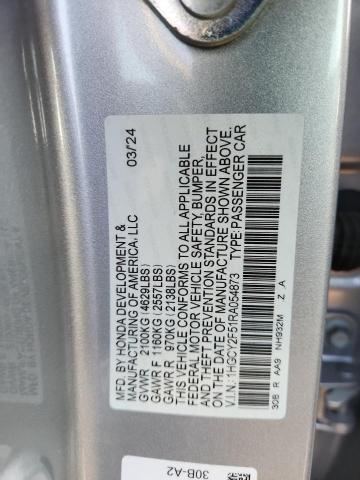 MFD. BY HONDA DEVELOPMENT &
MANUFACTURING OF AMERICA, LLC 03/'24
GVWR 2100KG (4629LBS)
GAWR F 1160KG (2557LBS)
GAWR R 970KG (2138LBS)
THIS VEHICLE CONFORMS TO ALL APPLICABLE
FEDERAL MOTOR VEHICLE SAFETY, BUMPER,
AND THEFT PREVENTION STANDARDS IN EFFECT
ON THE DATE OF MANUFACTURE SHOWN ABOVE.
V.I.N.: 1HGCY2F51RA054873 TYPE: PASSENGER CAR
30B R AA9 NH932M Z A
30B-A2